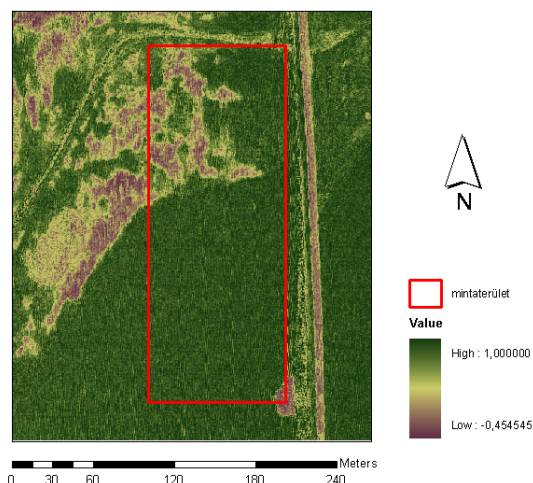 N
mintaterület
Value
High : 1,000000
Low : -0,454545
Meters
0 30 60 120 180 240